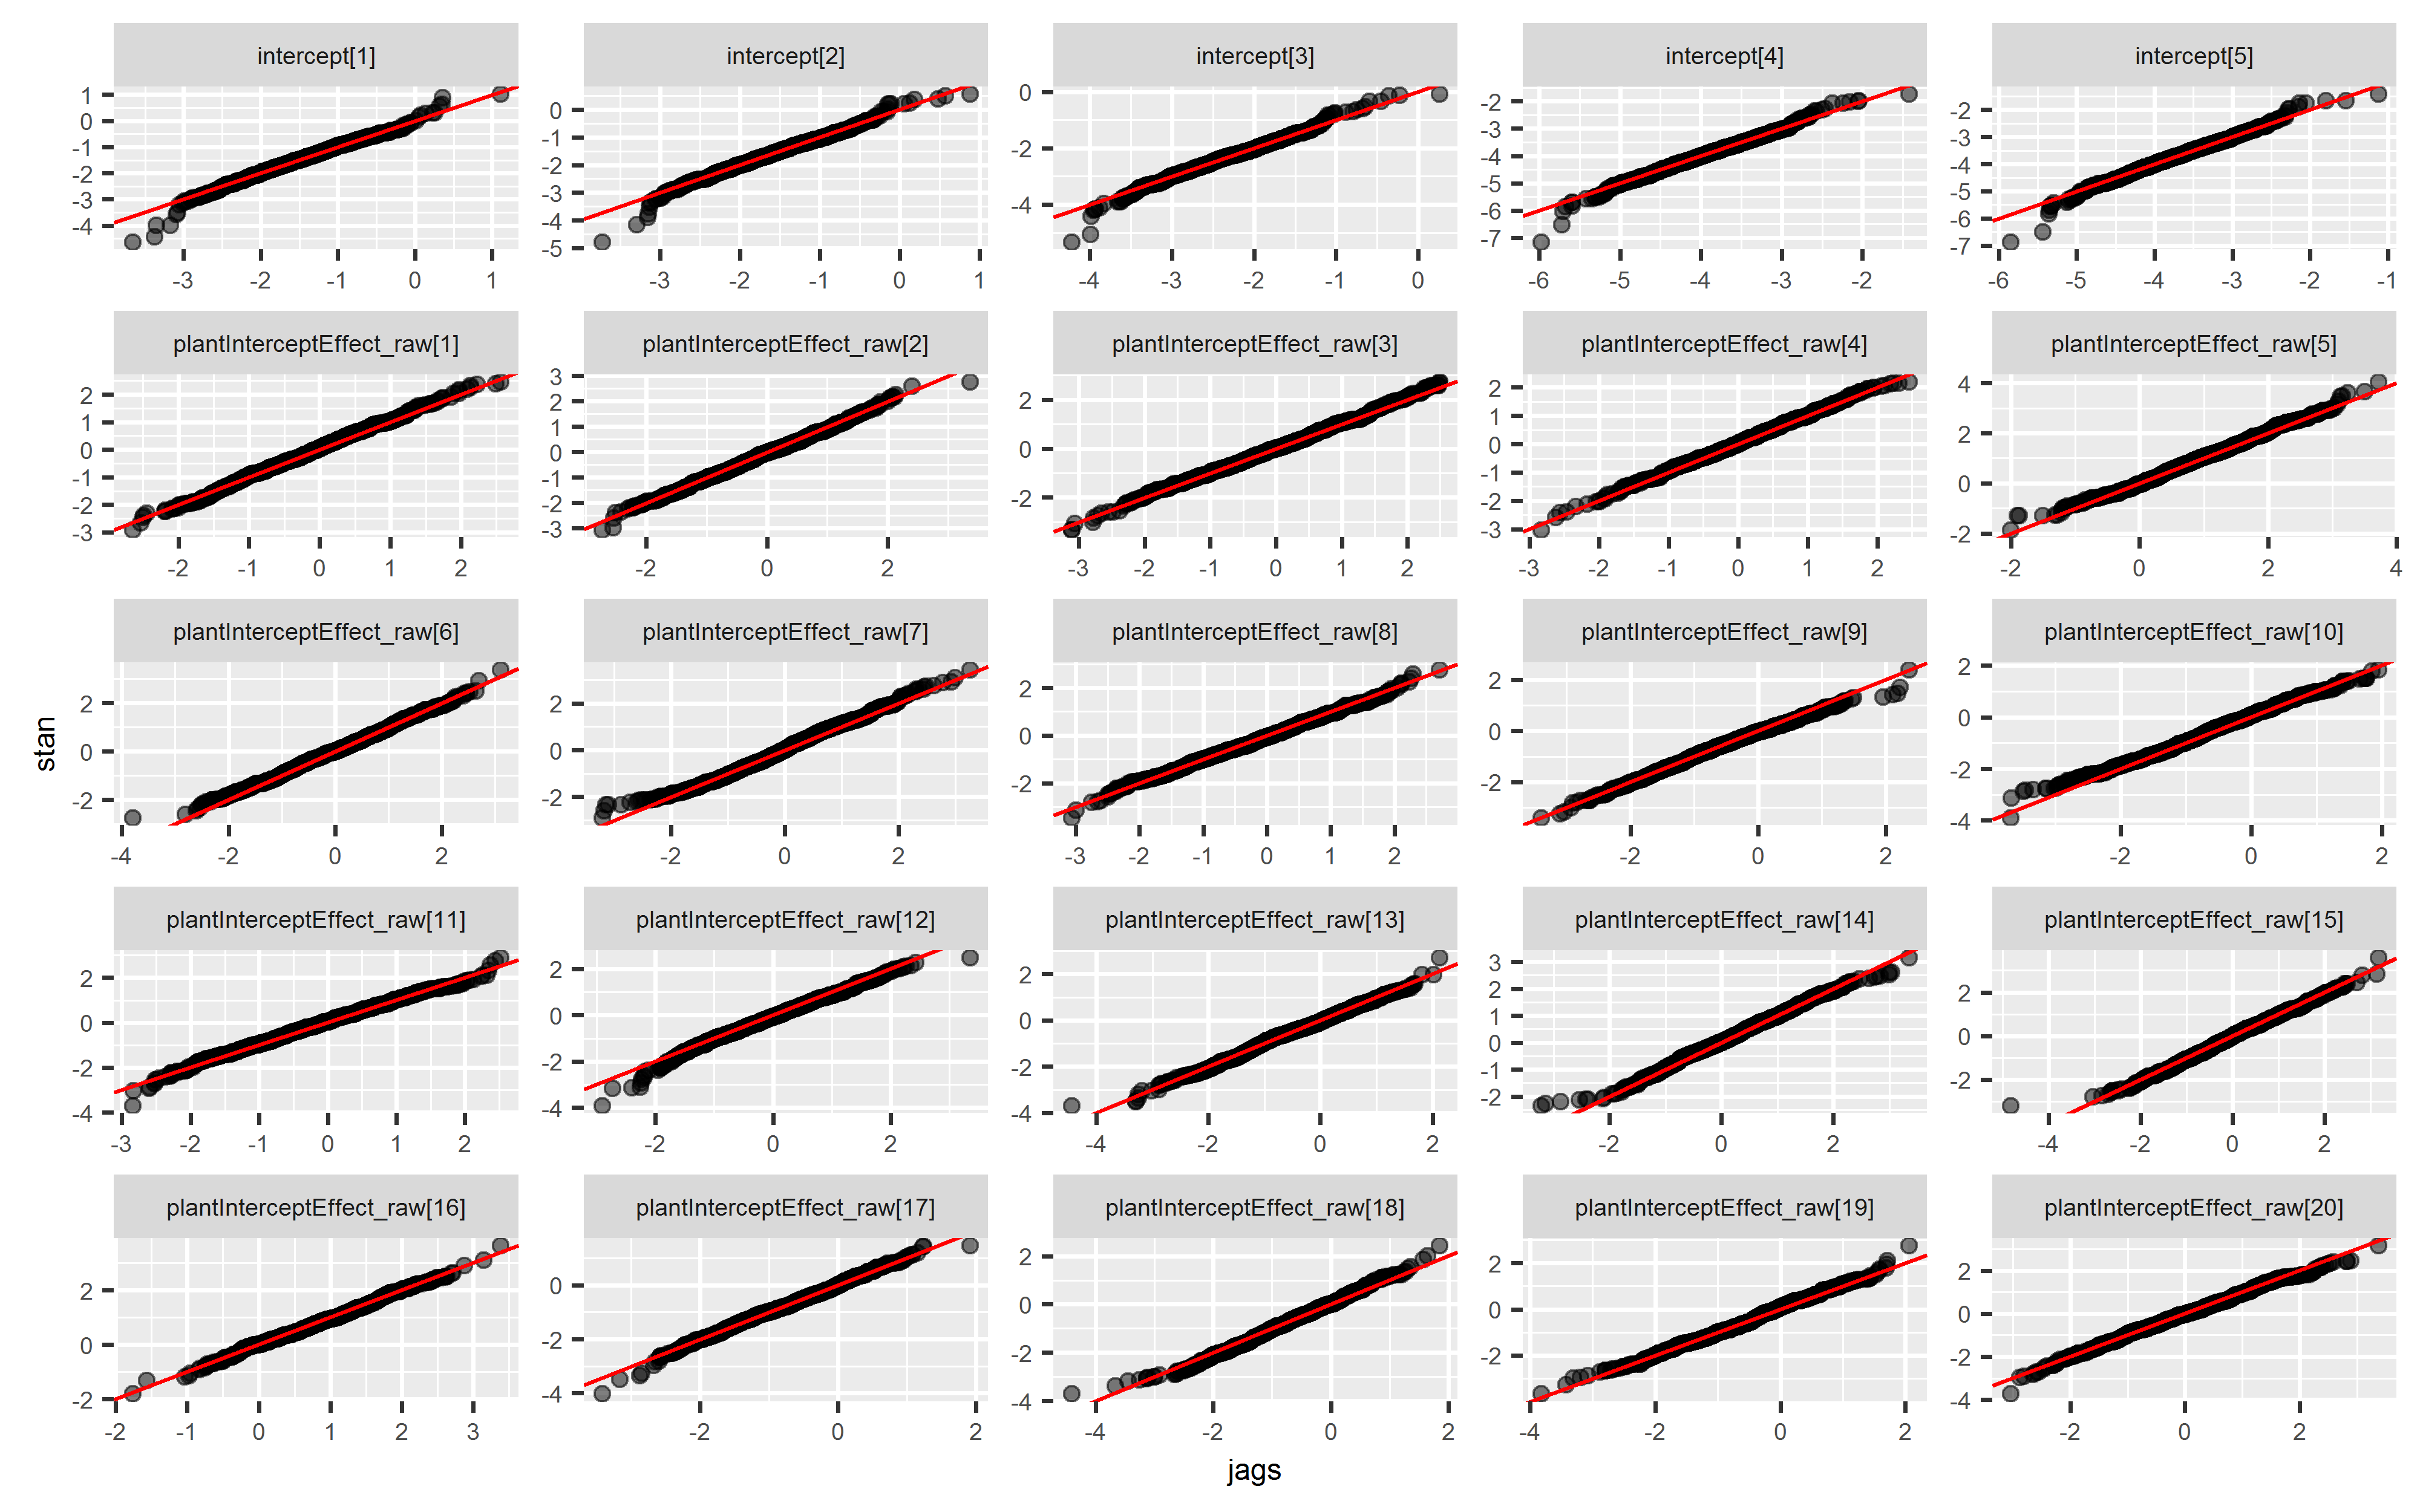 intercept[1] intercept[2] intercept[3] intercept[4] intercept[5]
1 0 -1 -2 -3 -4
0 -1 -2 -3 -4 -5
0 -2 -4
-2 -3 -4 -5 -6 -7
-2 -3 -4 -5 -6 -7
-3 -2 -1 0 1
-3 -2 -1 0 1
-4 -3 -2 -1 0
-6 -5 -4 -3 -2
-6 -5 -4 -3 -2 -1
plantInterceptEffect_raw[1] plantInterceptEffect_raw[2] plantInterceptEffect_raw[3] plantInterceptEffect_raw[4] plantInterceptEffect_raw[5]
2 1 0 -1 -2 -3
3 2 1 0 -1 -2 -3
2 0 -2
2 1 0 -1 -2 -3
4 2 0 -2
-2 -1 0 1 2
-2 0 2
-3 -2 -1 0 1 2
-3 -2 -1 0 1 2
-2 0 2 4
plantInterceptEffect_raw[6] plantInterceptEffect_raw[7] plantInterceptEffect_raw[8] plantInterceptEffect_raw[9] plantInterceptEffect_raw[10]
2 0 -2
2 0 -2
2 0 -2
2 0 -2
2 0 -2 -4
-4 -2 0 2
-2 0 2
-3 -2 -1 0 1 2
-2 0 2
-2 0 2
plantInterceptEffect_raw[11] plantInterceptEffect_raw[12] plantInterceptEffect_raw[13] plantInterceptEffect_raw[14] plantInterceptEffect_raw[15]
2 0 -2 -4
2 0 -2 -4
2 0 -2 -4
3 2 1 0 -1 -2
2 0 -2
-3 -2 -1 0 1 2
-2 0 2
-4 -2 0 2
-2 0 2
-4 -2 0 2
plantInterceptEffect_raw[16] plantInterceptEffect_raw[17] plantInterceptEffect_raw[18] plantInterceptEffect_raw[19] plantInterceptEffect_raw[20]
2 0 -2
0 -2 -4
2 0 -2 -4
2 0 -2
2 0 -2 -4
-2 -1 0 1 2 3
-2 0 2
-4 -2 0 2
-4 -2 0 2
-2 0 2
stan
jags